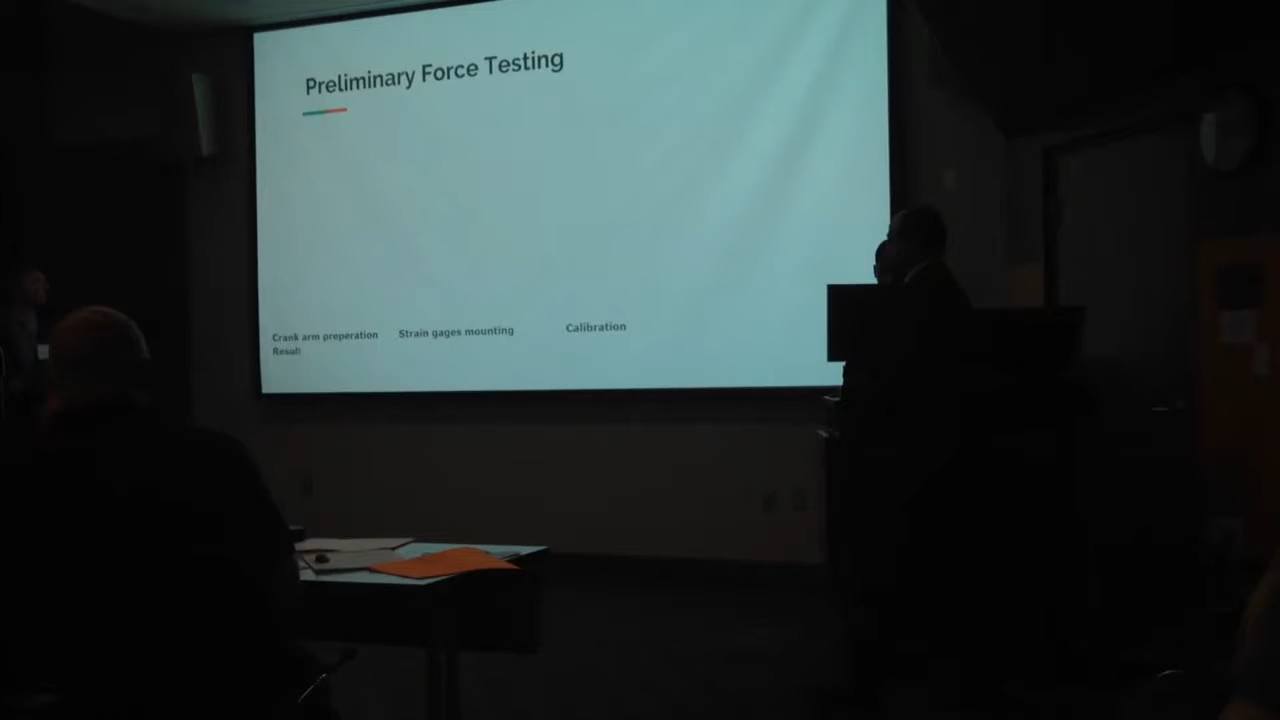 Preliminary Force Testing
Crank arm preperation Strain gages mounting Calibration
Result